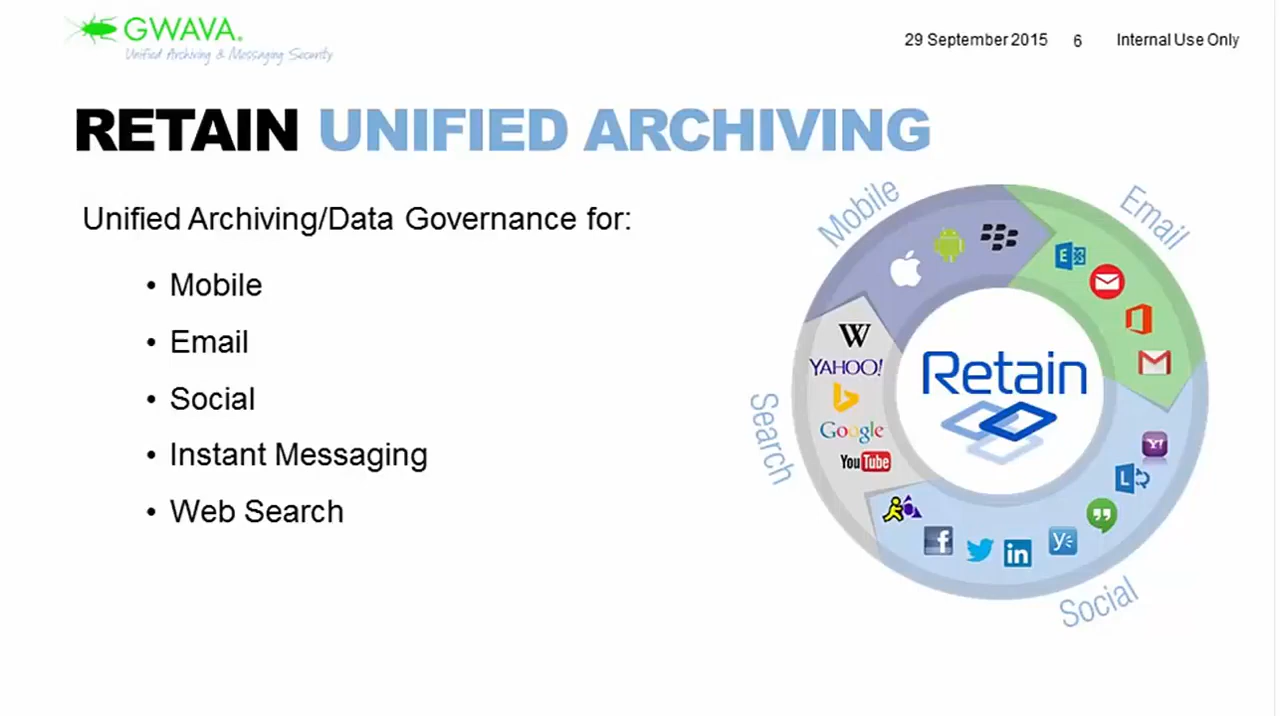 GWAVA.
Unified Archiving & Messaging Security
29 September 2015 6 Internal Use Only
RETAIN UNIFIED ARCHIVING
Unified Archiving/Data Governance for:
• Mobile
• Email
• Social
• Instant Messaging
• Web Search
Mobile
Email
Search
Social
Retain
W
YAHOO!
Google
YouTube
E
Y!
L
f
in
y